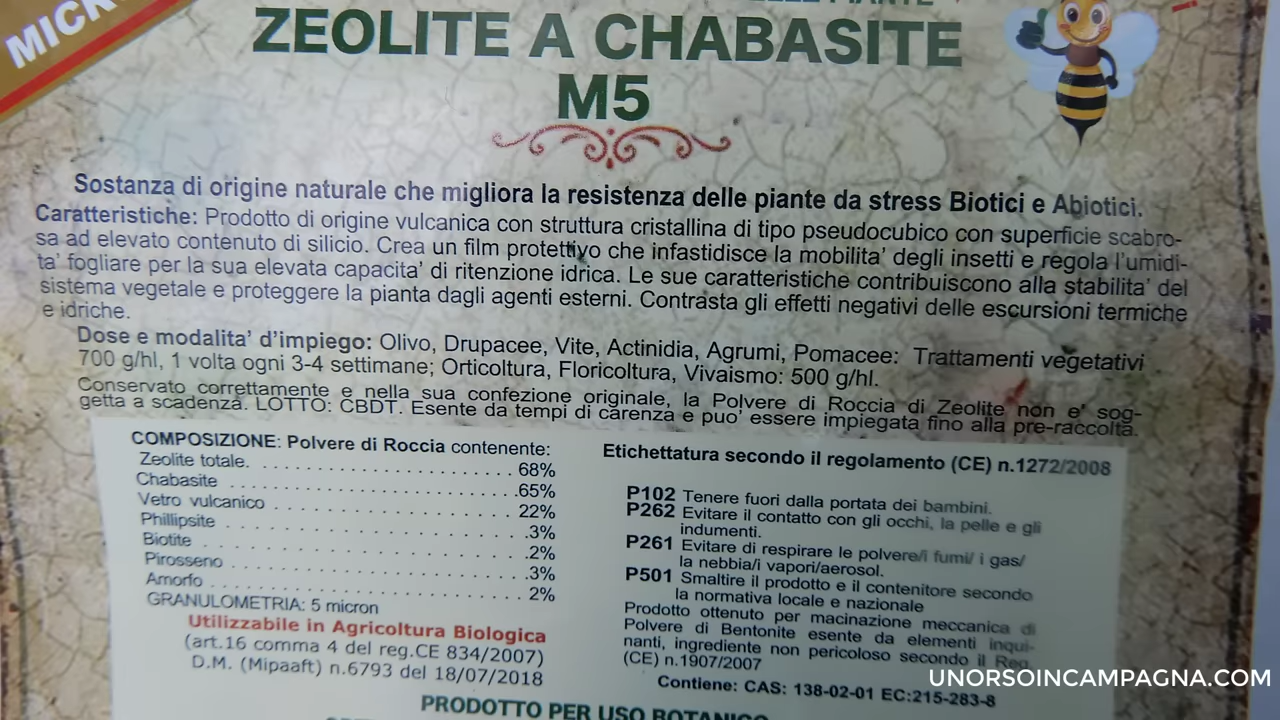 ZEOLITE A CHABASITE
M5
Sostanza di origine naturale che migliora la resistenza delle piante da stress Biotici e Abiotici.
Caratteristiche: Prodotto di origine vulcanica con struttura cristallina di tipo pseudocubico con superficie scabro-
sa ad elevato contenuto di silicio. Crea un film protettivo che infastidisce la mobilita' degli insetti e regola l'umidi-
ta' fogliare per la sua elevata capacita' di ritenzione idrica. Le sue caratteristiche contribuiscono alla stabilita' del
sistema vegetale e proteggere la pianta dagli agenti esterni. Contrasta gli effetti negativi delle escursioni termiche
e idriche.
Dose e modalita' d'impiego: Olivo, Drupacee, Vite, Actinidia, Agrumi, Pomacee: Trattamenti vegetativi
700 g/hl, 1 volta ogni 3-4 settimane; Orticoltura, Floricoltura, Vivaismo: 500 g/hl.
Conservato correttamente e nella sua confezione originale, la Polvere di Roccia di Zeolite non e' sog-
getta a scadenza. LOTTO: CBDT. Esente da tempi di carenza e puo' essere impiegata fino alla pre-raccolta.
COMPOSIZIONE: Polvere di Roccia contenente:
Zeolite totale. . . . . . . . . . . . . . . . . . . . . . . 68%
Chabasite . . . . . . . . . . . . . . . . . . . . . . . . .65%
Vetro vulcanico . . . . . . . . . . . . . . . . . . . . . 22%
Phillipsite . . . . . . . . . . . . . . . . . . . . . . . . .3%
Biotite . . . . . . . . . . . . . . . . . . . . . . . . . . .2%
Pirosseno . . . . . . . . . . . . . . . . . . . . . . . . .3%
Amorfo . . . . . . . . . . . . . . . . . . . . . . . . . . 2%
GRANULOMETRIA: 5 micron
Utilizzabile in Agricoltura Biologica
(art.16 comma 4 del reg.CE 834/2007)
D.M. (Mipaaft) n.6793 del 18/07/2018
Etichettatura secondo il regolamento (CE) n.1272/2008
P102 Tenere fuori dalla portata dei bambini.
P262 Evitare il contatto con gli occhi, la pelle e gli
indumenti.
P261 Evitare di respirare le polvere/i fumi/ i gas/
la nebbia/i vapori/aerosol.
P501 Smaltire il prodotto e il contenitore secondo
la normativa locale e nazionale
Prodotto ottenuto per macinazione meccanica di
Polvere di Bentonite esente da elementi inqui-
nanti, ingrediente non pericoloso secondo il Reg.
(CE) n.1907/2007
Contiene: CAS: 138-02-01 EC:215-283-8
PRODOTTO PER USO BOTANICO
UNORSOINCAMPAGNA.COM